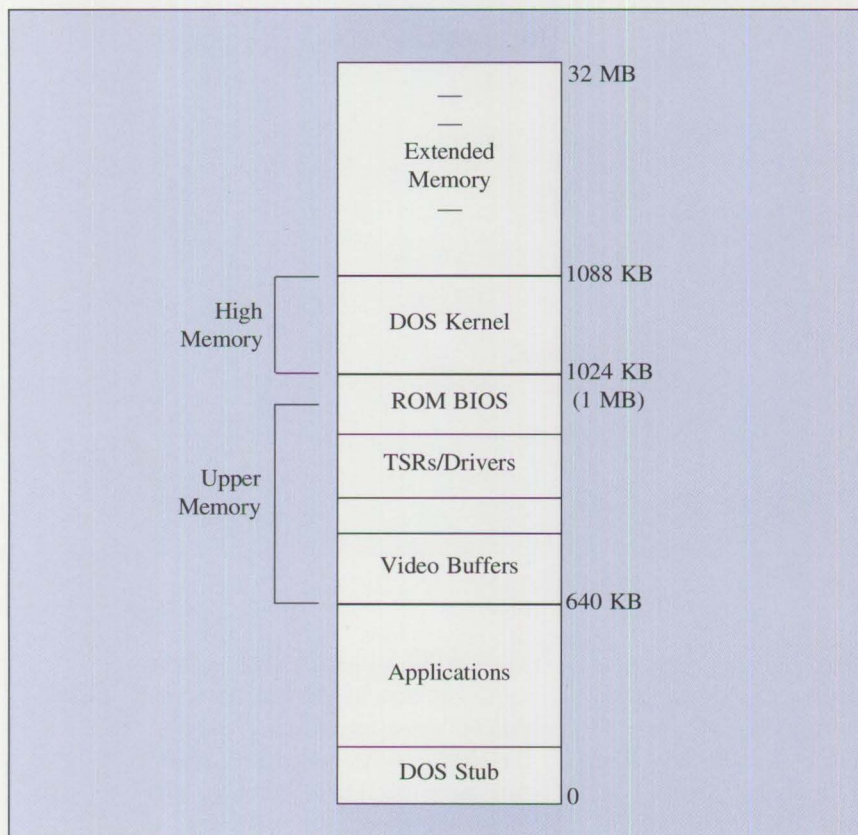 32 MB
Extended
Memory
1088 KB
High
Memory
DOS Kernel
1024 KB
(1 MB)
ROM BIOS
TSRs/Drivers
Upper
Memory
Video Buffers
640 KB
Applications
DOS Stub
0